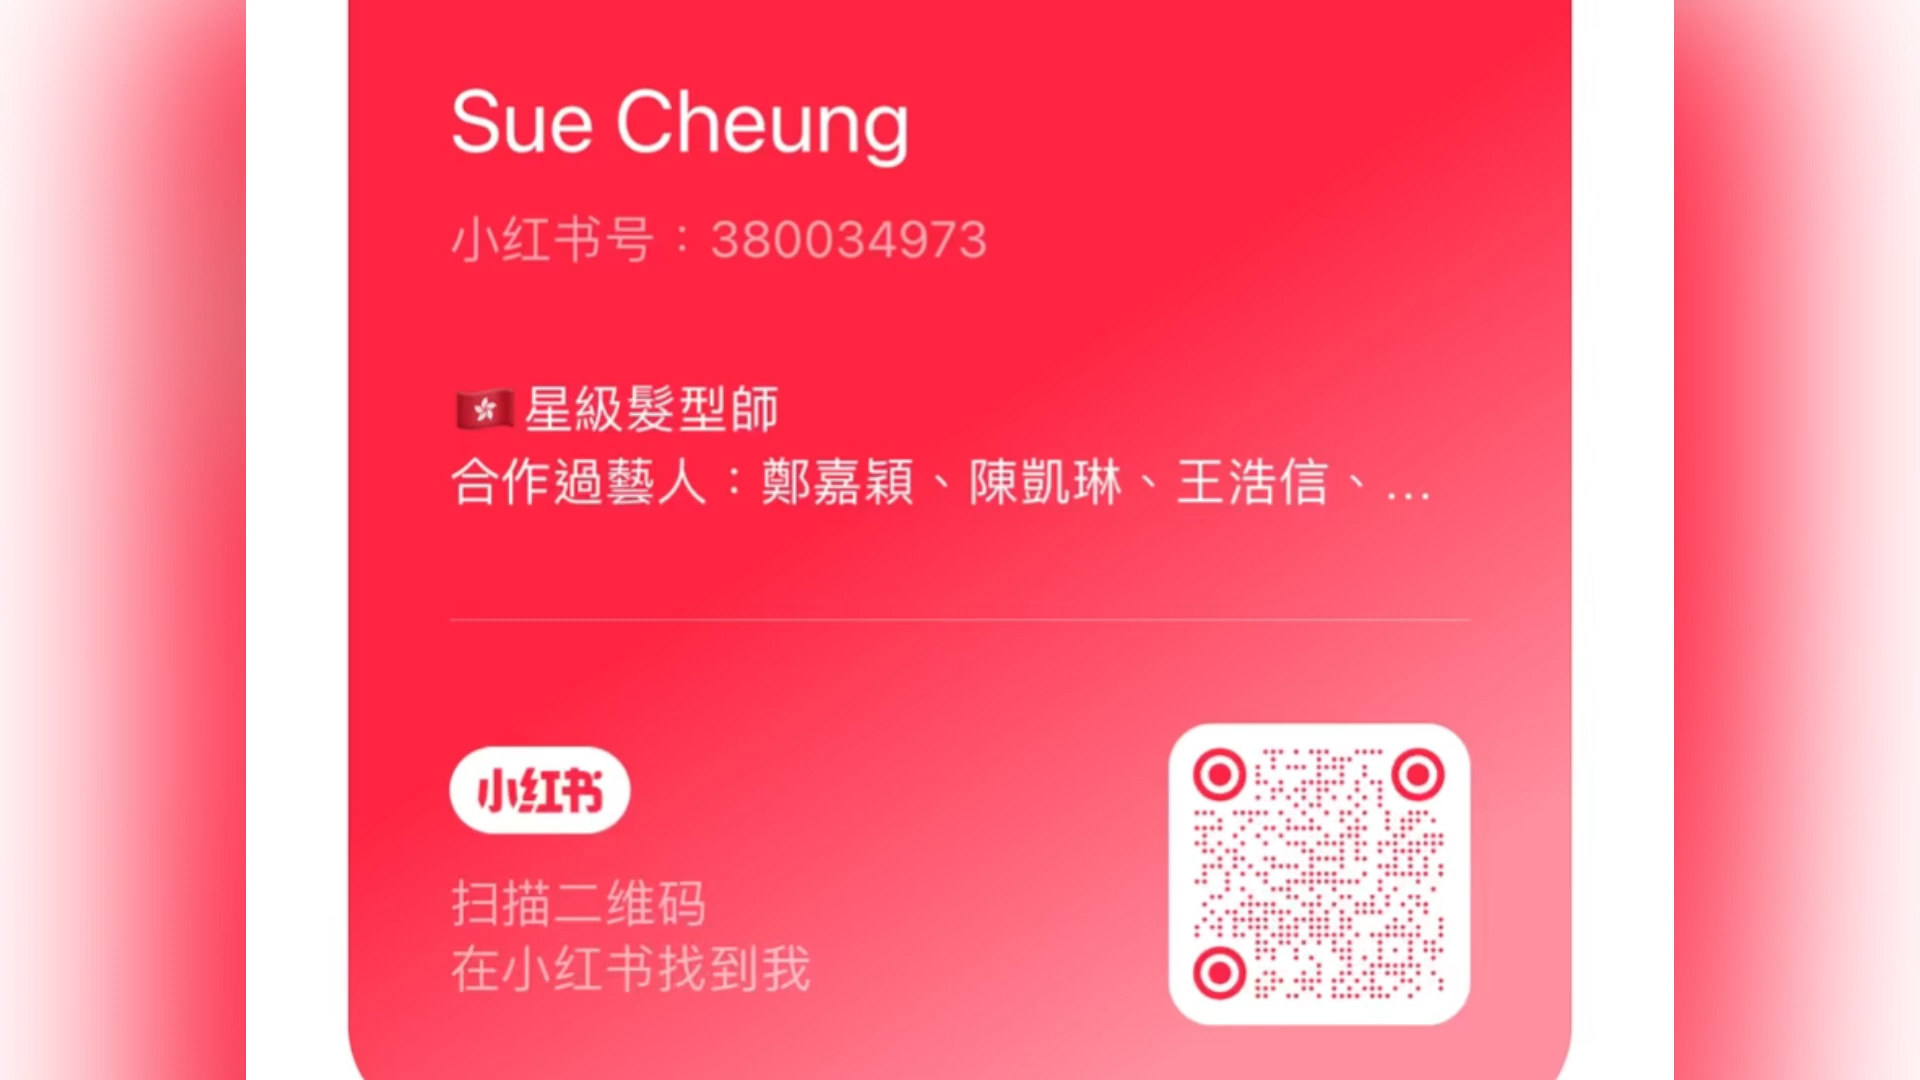 Sue Cheung
小红书号：380034973
🇭🇰星級髮型師
合作過藝人：鄭嘉穎、陳凱琳、王浩信、...
小红书
扫描二维码
在小红书找到我